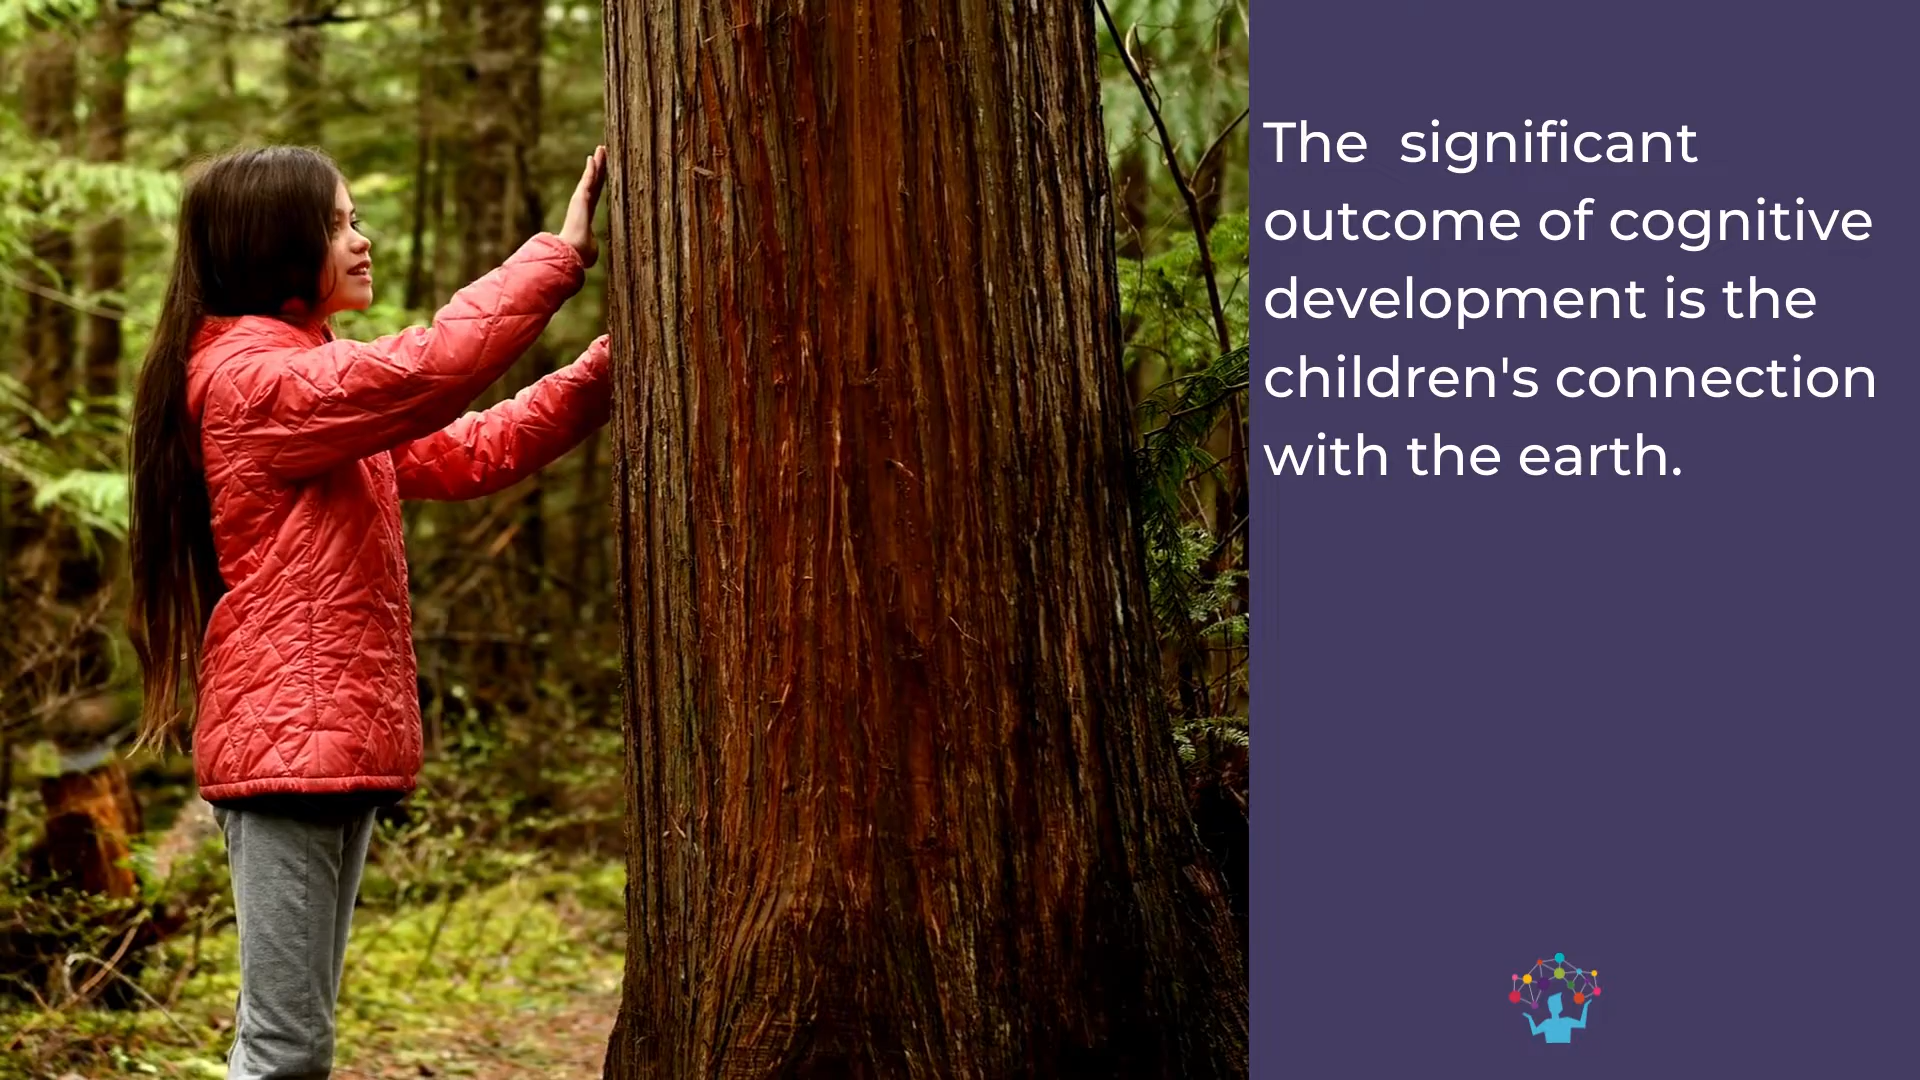 The  significant
outcome of cognitive
development is the
children's connection
with the earth.